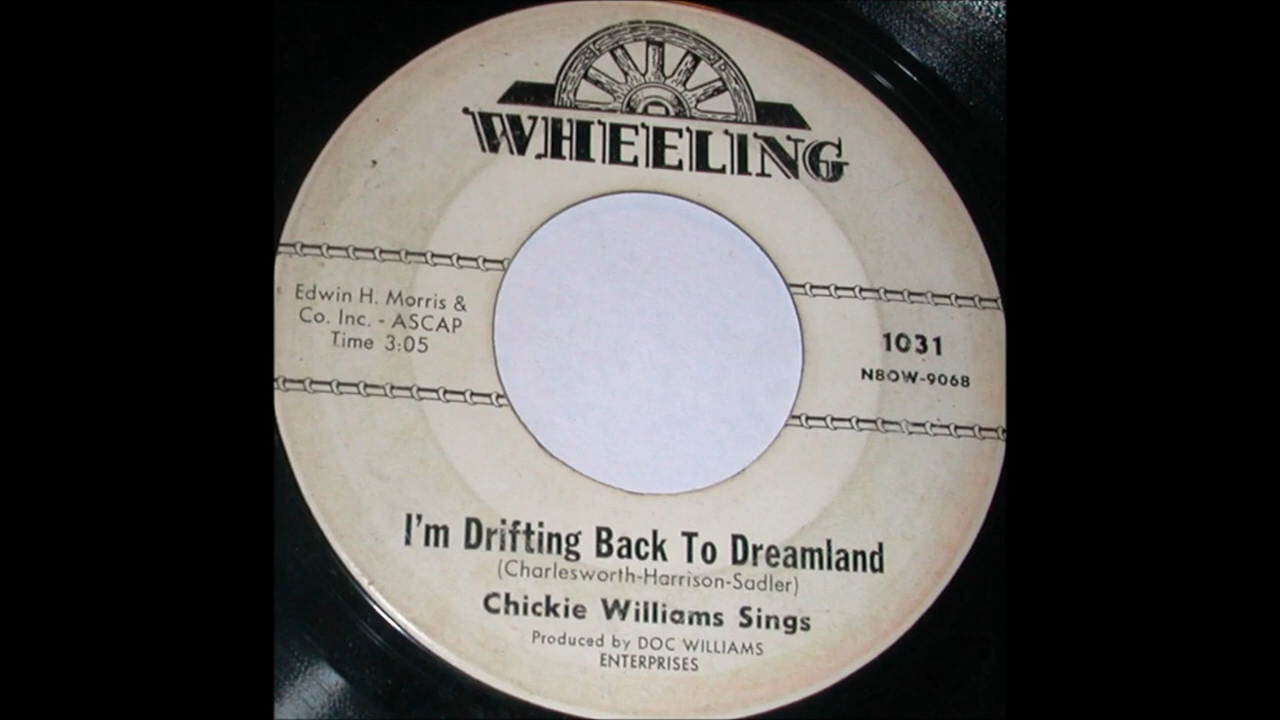 WHEELING
Edwin H. Morris &
Co. Inc. - ASCAP
Time 3:05
1031
N8OW-9068
I'm Drifting Back To Dreamland
(Charlesworth-Harrison-Sadler)
Chickie Williams Sings
Produced by DOC WILLIAMS
ENTERPRISES